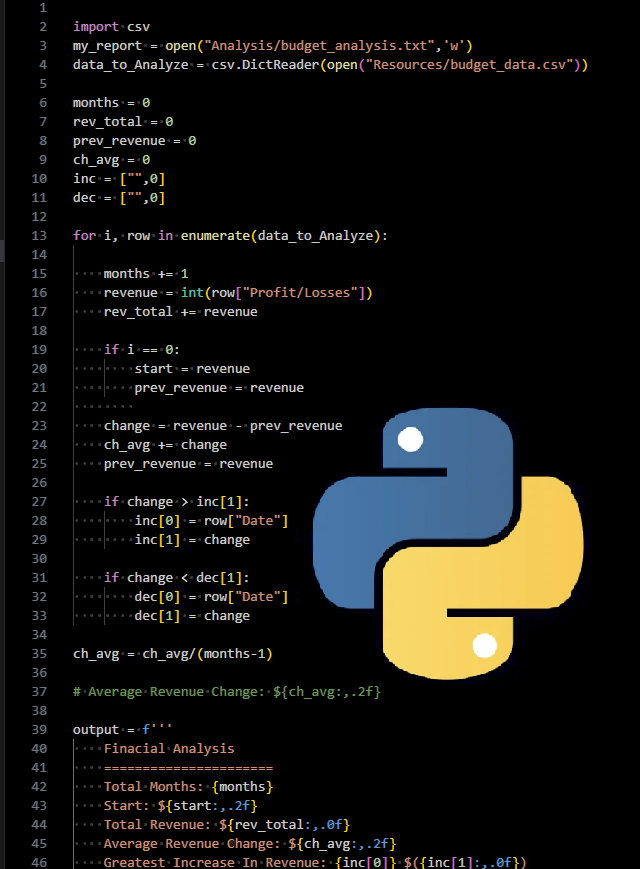 1
2 import csv
3 my_report = open("Analysis/budget_analysis.txt",'w')
4 data_to_Analyze = csv.DictReader(open("Resources/budget_data.csv"))
5
6 months = 0
7 rev_total = 0
8 prev_revenue = 0
9 ch_avg = 0
10 inc = ["",0]
11 dec = ["",0]
12
13 for i, row in enumerate(data_to_Analyze):
14
15     months += 1
16     revenue = int(row["Profit/Losses"])
17     rev_total += revenue
18
19     if i == 0:
20         start = revenue
21         prev_revenue = revenue
22
23     change = revenue - prev_revenue
24     ch_avg += change
25     prev_revenue = revenue
26
27     if change > inc[1]:
28         inc[0] = row["Date"]
29         inc[1] = change
30
31     if change < dec[1]:
32         dec[0] = row["Date"]
33         dec[1] = change
34
35 ch_avg = ch_avg/(months-1)
36
37 # Average Revenue Change: ${ch_avg:,.2f}
38
39 output = f'''
40     Finacial Analysis
41     ======================
42     Total Months: {months}
43     Start: ${start:,.2f}
44     Total Revenue: ${rev_total:,.0f}
45     Average Revenue Change: ${ch_avg:,.2f}
46     Greatest Increase In Revenue: {inc[0]} $({inc[1]:,.0f})